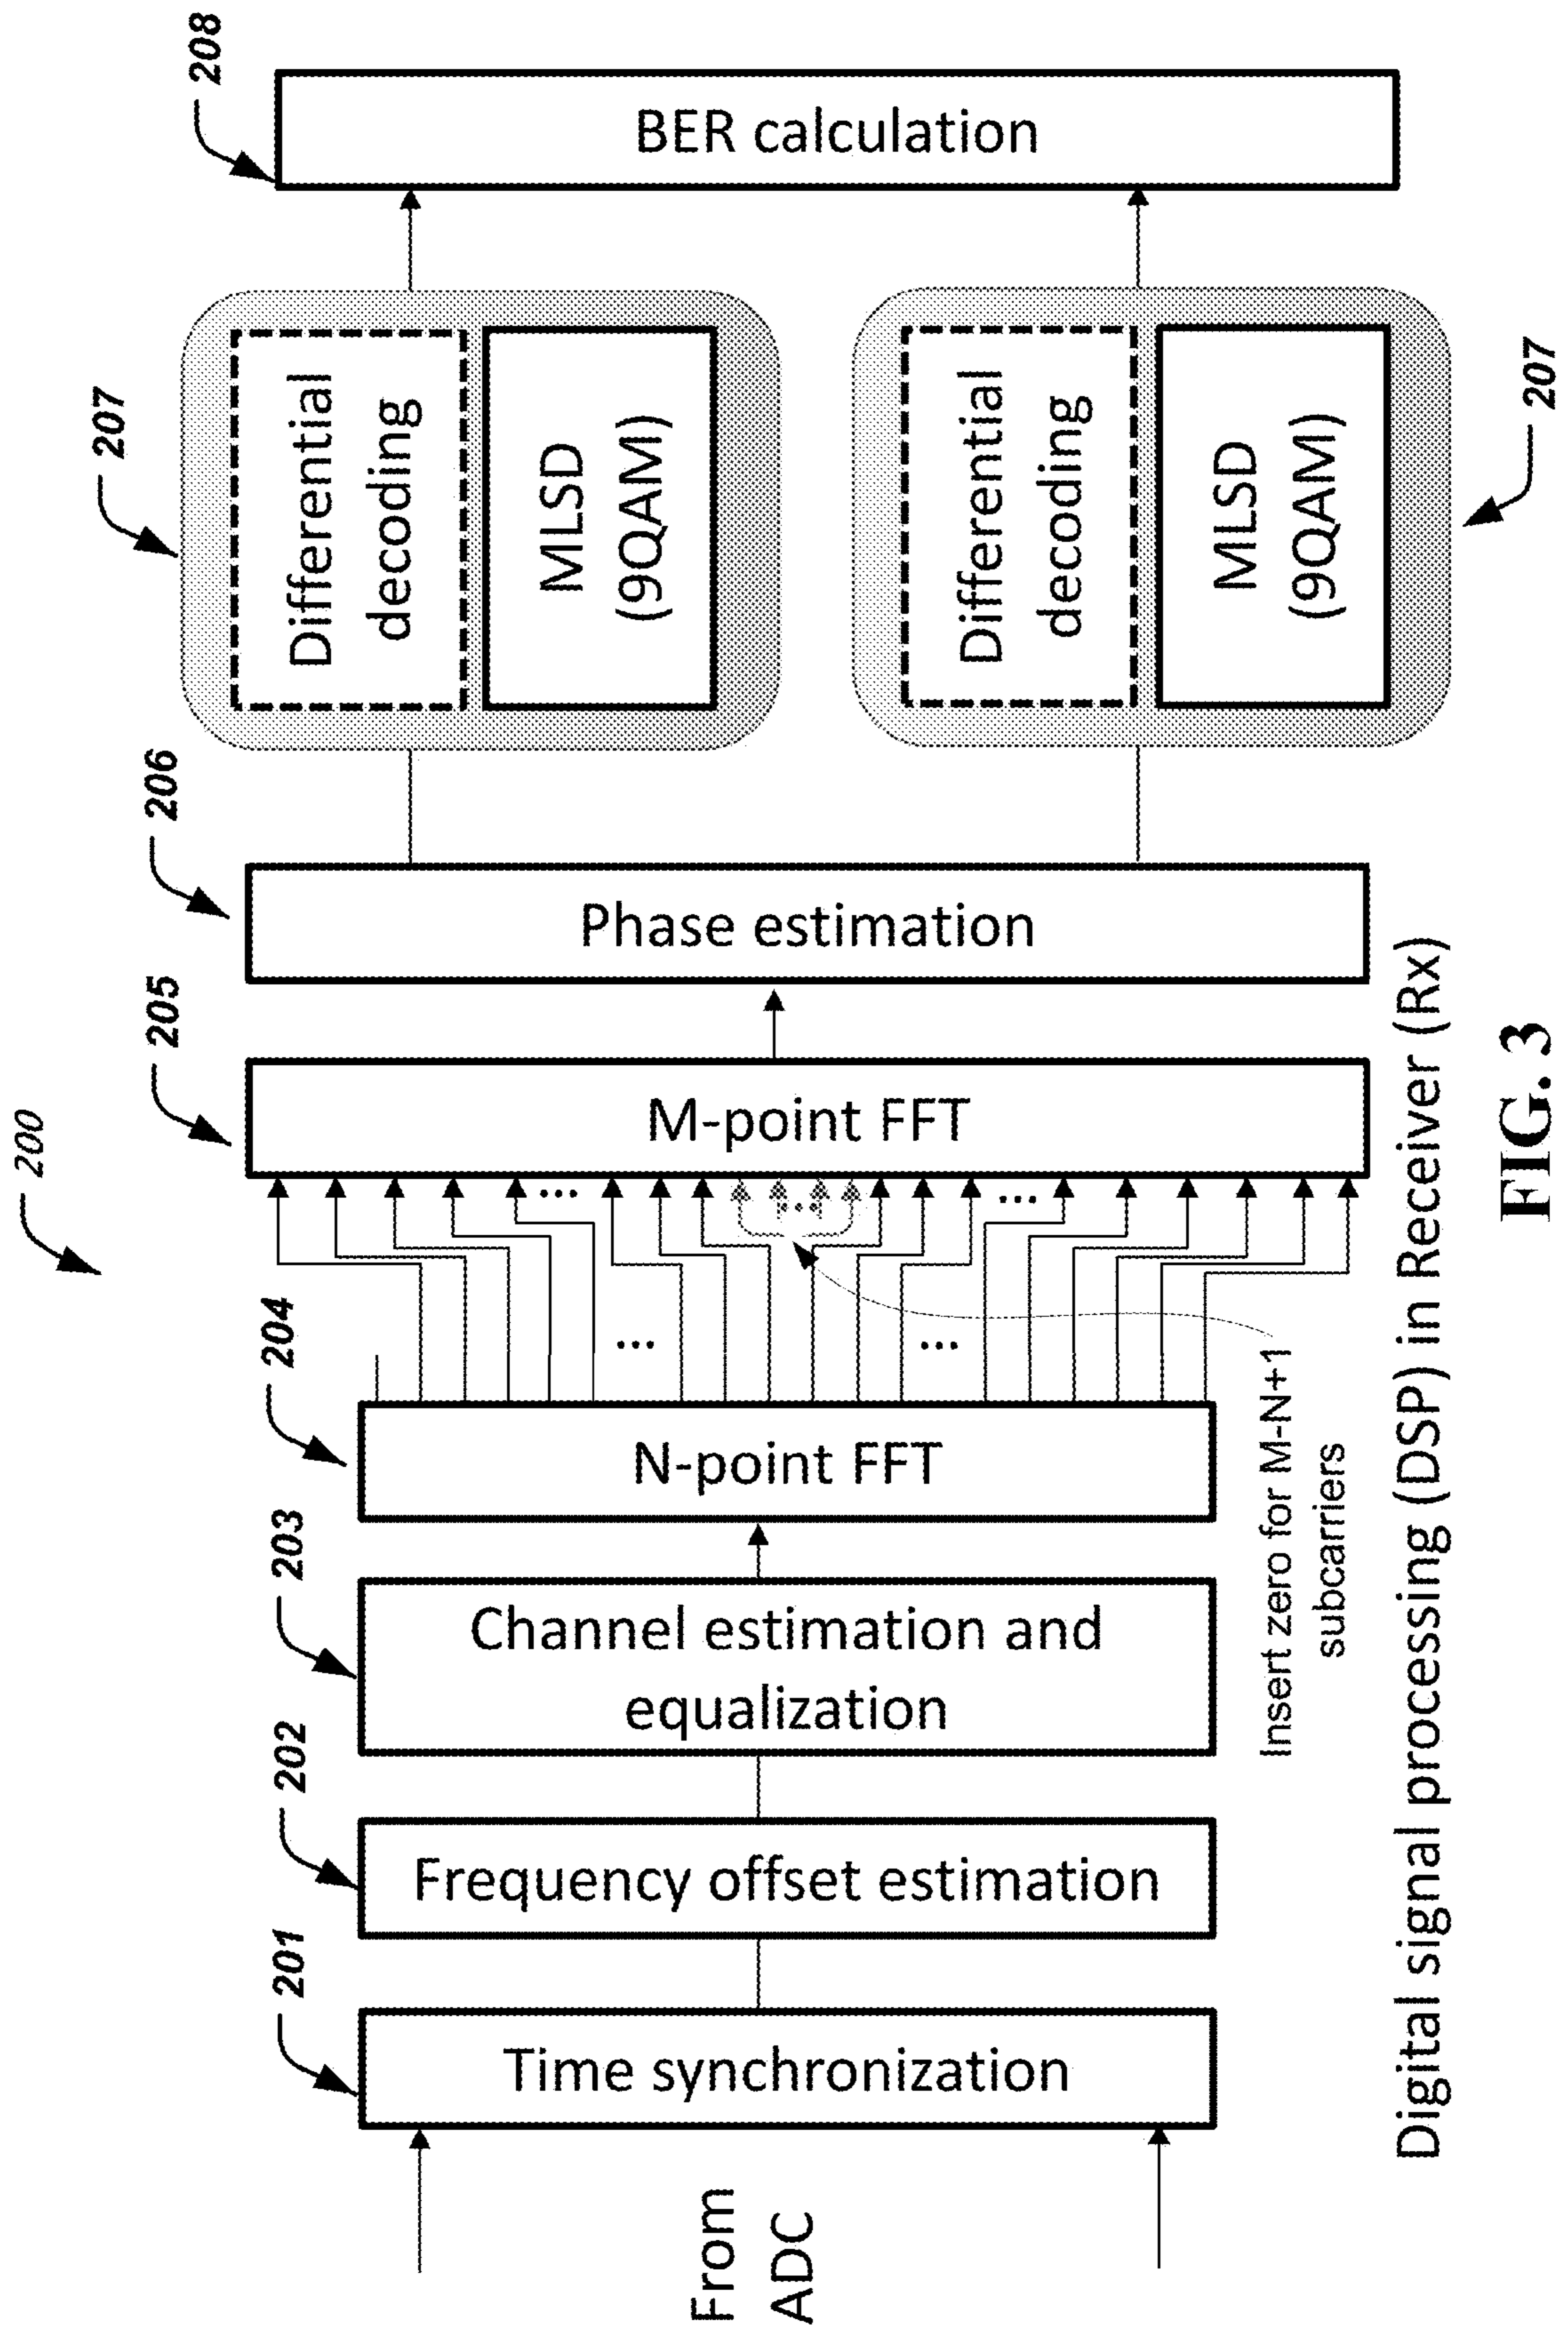 200
From
ADC
201
Time synchronization
202
Frequency offset estimation
203
Channel estimation and
equalization
204
N-point FFT
...
...
...
...
...
Insert zero for M-N+1
subcarriers
205
M-point FFT
206
Phase estimation
207
Differential
decoding
MLSD
(9QAM)
Differential
decoding
MLSD
(9QAM)
207
208
BER calculation
Digital signal processing (DSP) in Receiver (Rx)
FIG. 3